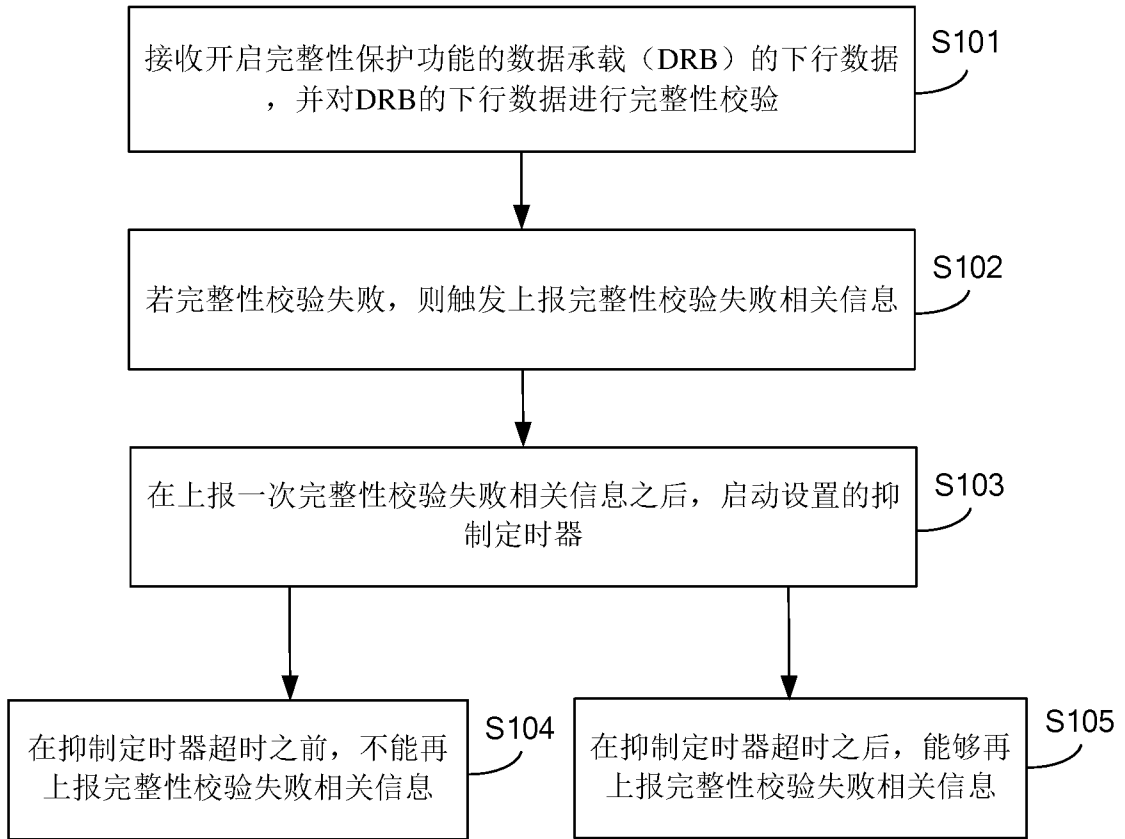 接收开启完整性保护功能的数据承载（DRB）的下行数据
，并对DRB的下行数据进行完整性校验
S101
若完整性校验失败，则触发上报完整性校验失败相关信息
S102
在上报一次完整性校验失败相关信息之后，启动设置的抑
制定时器
S103
在抑制定时器超时之前，不能再
上报完整性校验失败相关信息
S104
在抑制定时器超时之后，能够再
上报完整性校验失败相关信息
S105